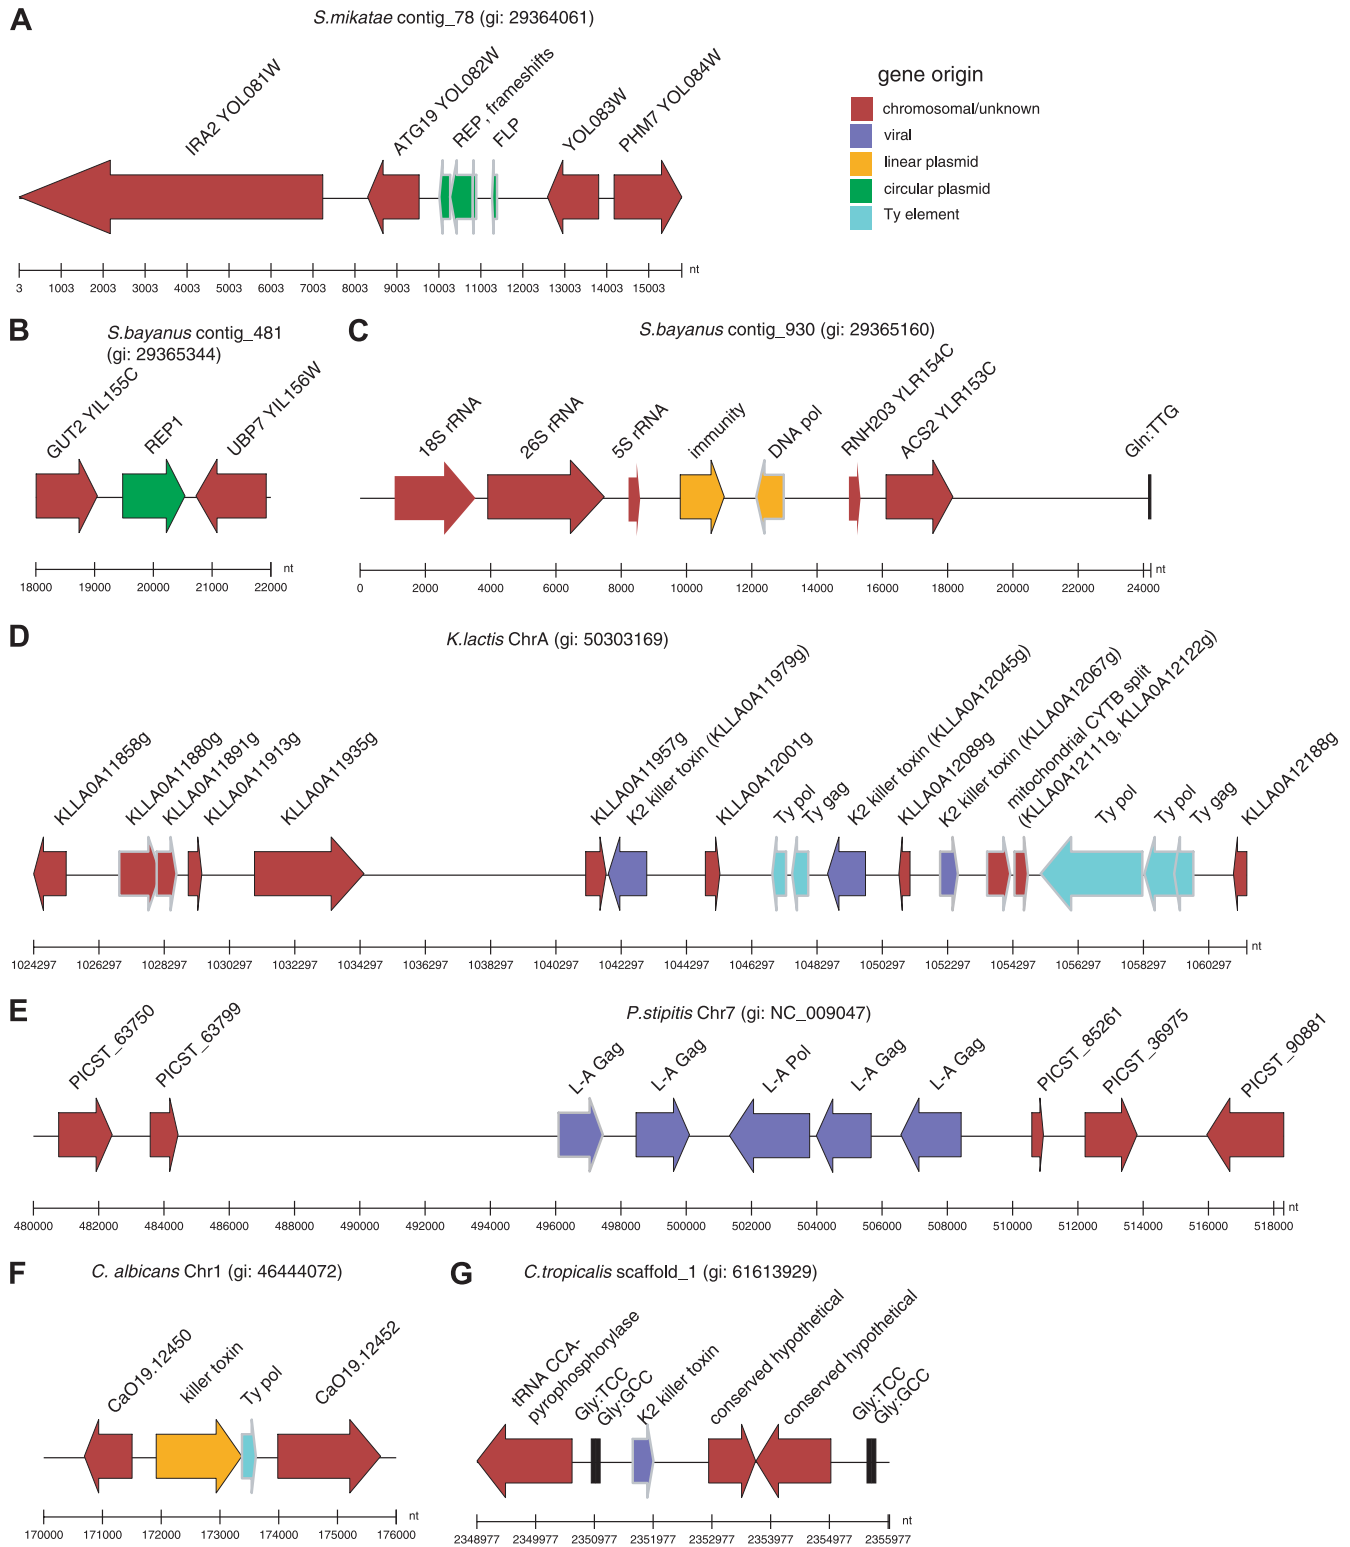 A
S.mikatae contig_78 (gi: 29364061)
IRA2 YOL081W
ATG19 YOL082W
REP, frameshifts
FLP
YOL083W
PHM7 YOL084W
nt
3 1003 2003 3003 4003 5003 6003 7003 8003 9003 10003 11003 12003 13003 14003 15003
gene origin
chromosomal/unknown
viral
linear plasmid
circular plasmid
Ty element
B
S.bayanus contig_481
(gi: 29365344)
GUT2 YIL155C
REP1
UBP7 YIL156W
nt
18000 19000 20000 21000 22000
C
S.bayanus contig_930 (gi: 29365160)
18S rRNA
26S rRNA
5S rRNA
immunity
DNA pol
RNH203 YLR154C
ACS2 YLR153C
Gln:TTG
nt
0 2000 4000 6000 8000 10000 12000 14000 16000 18000 20000 22000 24000
D
K.lactis ChrA (gi: 50303169)
KLLA0A11858g
KLLA0A11880g
KLLA0A11891g
KLLA0A11913g
KLLA0A11935g
KLLA0A11957g
K2 killer toxin (KLLA0A11979g)
KLLA0A12001g
Ty pol
Ty gag
K2 killer toxin (KLLA0A12045g)
KLLA0A12089g
K2 killer toxin (KLLA0A12067g)
mitochondrial CYTB split
(KLLA0A12111g, KLLA0A12122g)
Ty pol
Ty pol
Ty gag
KLLA0A12188g
nt
1024297 1026297 1028297 1030297 1032297 1034297 1036297 1038297 1040297 1042297 1044297 1046297 1048297 1050297 1052297 1054297 1056297 1058297 1060297
E
P.stipitis Chr7 (gi: NC_009047)
PICST_63750
PICST_63799
L-A Gag
L-A Gag
L-A Pol
L-A Gag
L-A Gag
PICST_85261
PICST_36975
PICST_90881
nt
480000 482000 484000 486000 488000 490000 492000 494000 496000 498000 500000 502000 504000 506000 508000 510000 512000 514000 516000 518000
F
C. albicans Chr1 (gi: 46444072)
CaO19.12450
killer toxin
Ty pol
CaO19.12452
nt
170000 171000 172000 173000 174000 175000 176000
G
C.tropicalis scaffold_1 (gi: 61613929)
tRNA CCA-
pyrophosphorylase
Gly:TCC
Gly:GCC
K2 killer toxin
conserved hypothetical
conserved hypothetical
Gly:TCC
Gly:GCC
nt
2348977 2349977 2350977 2351977 2352977 2353977 2354977 2355977